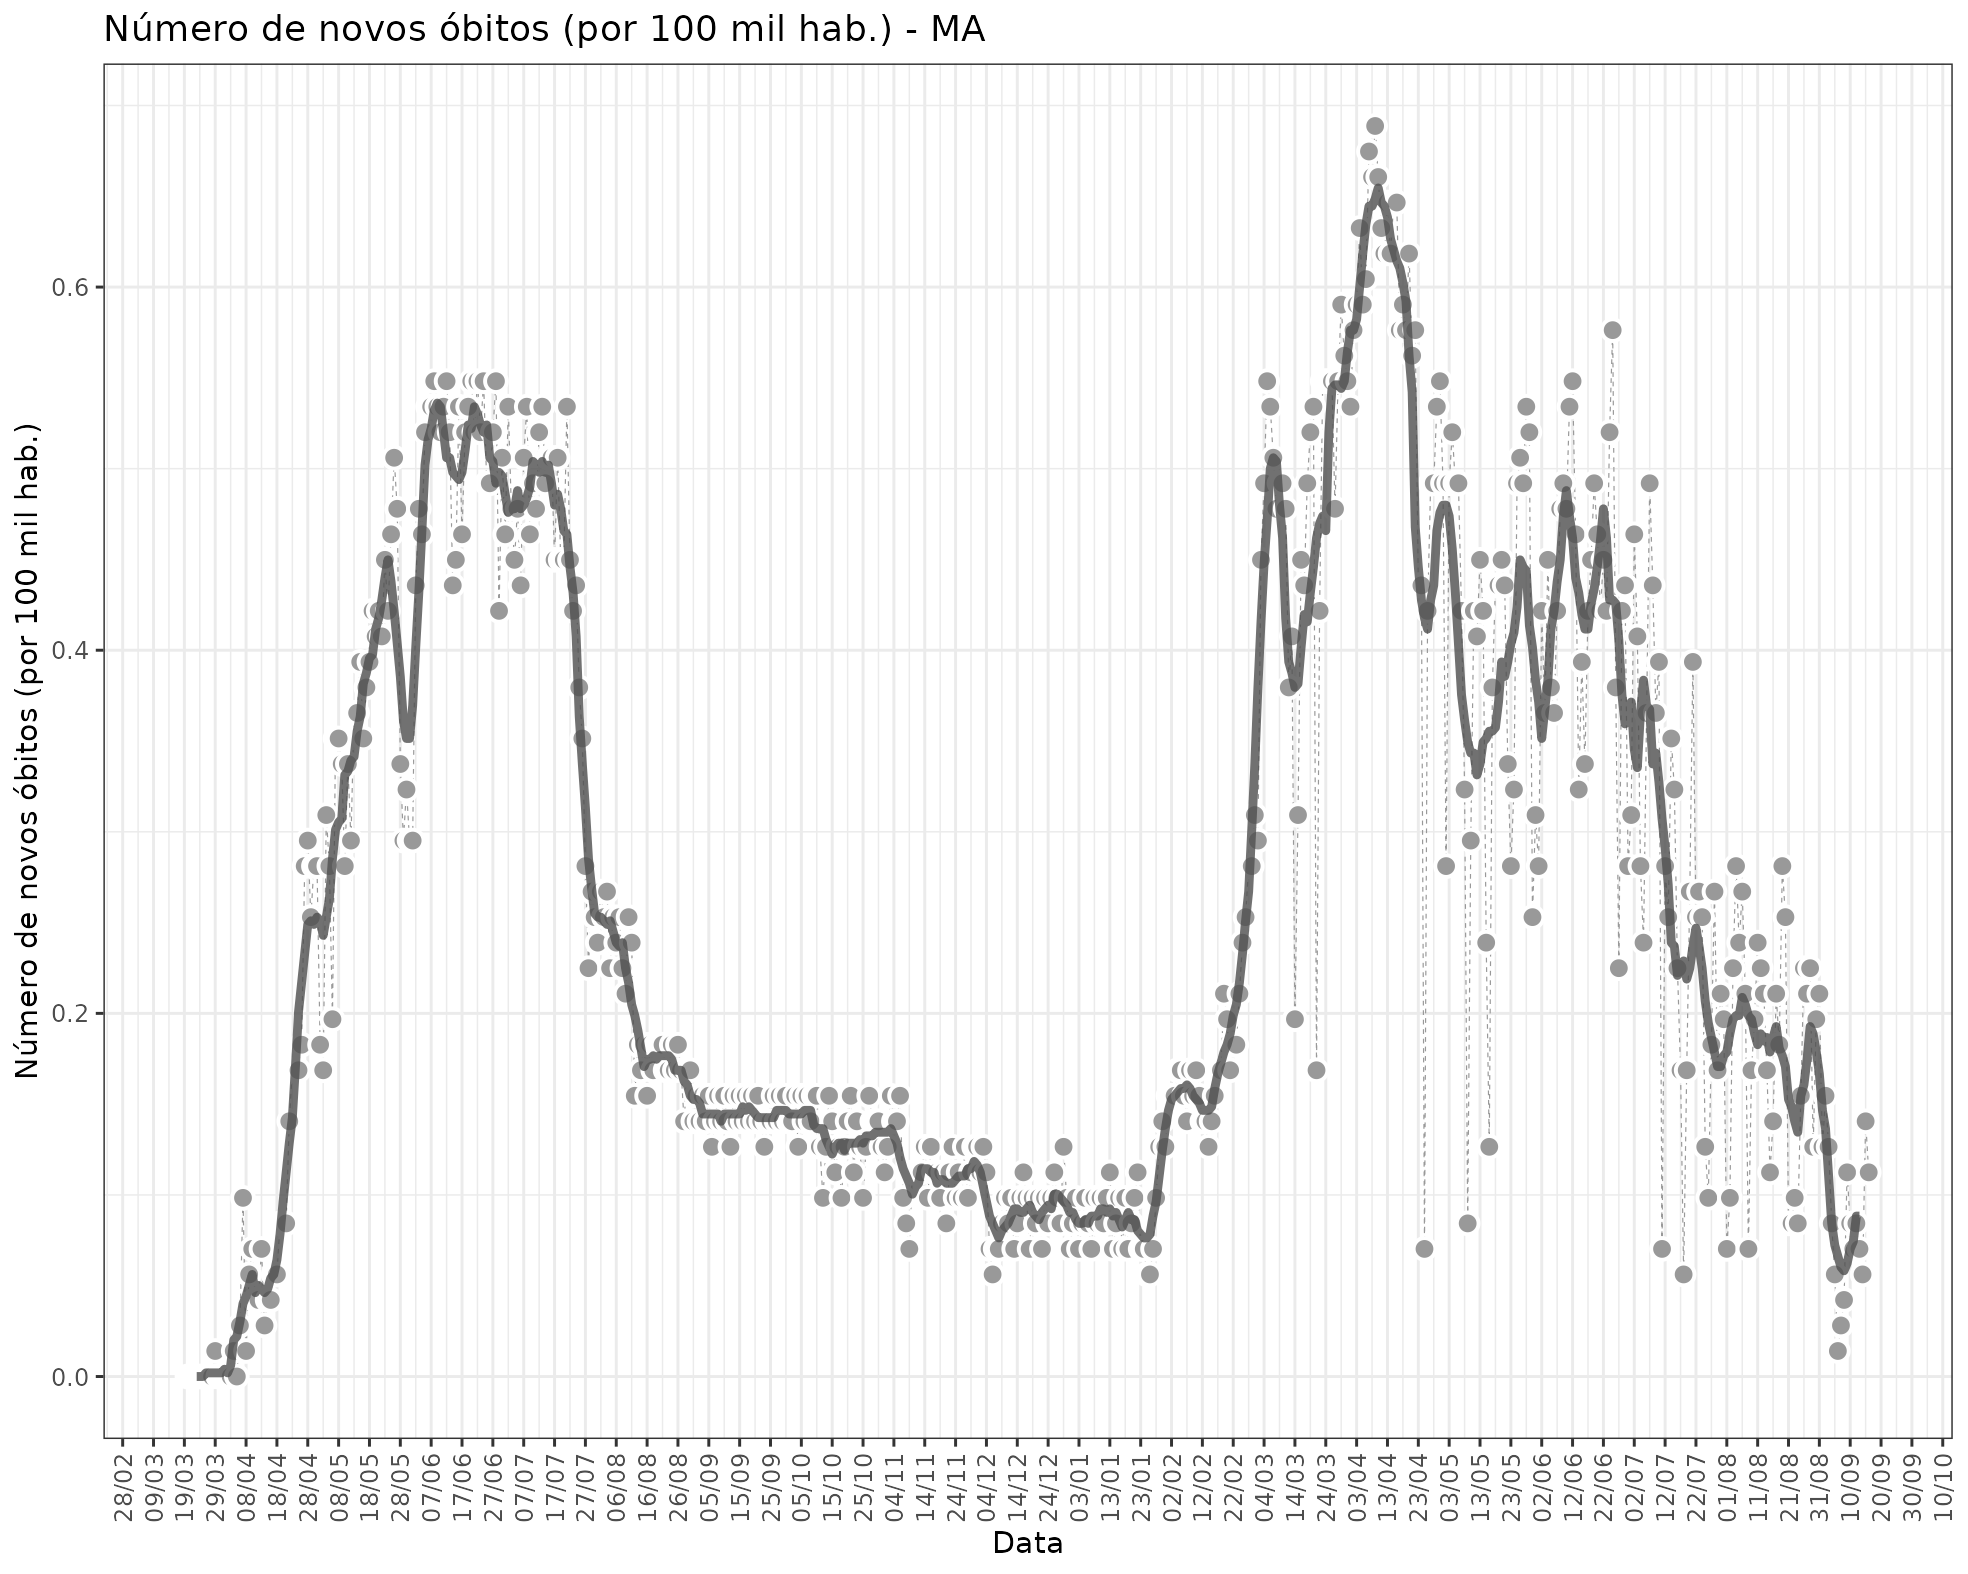 Número de novos óbitos (por 100 mil hab.) - MA
Número de novos óbitos (por 100 mil hab.)
0.6
0.4
0.2
0.0
28/02 09/03 19/03 29/03 08/04 18/04 28/04 08/05 18/05 28/05 07/06 17/06 27/06 07/07 17/07 27/07 06/08 16/08 26/08 05/09 15/09 25/09 05/10 15/10 25/10 04/11 14/11 24/11 04/12 14/12 24/12 03/01 13/01 23/01 02/02 12/02 22/02 04/03 14/03 24/03 03/04 13/04 23/04 03/05 13/05 23/05 02/06 12/06 22/06 02/07 12/07 22/07 01/08 11/08 21/08 31/08 10/09 20/09 30/09 10/10
Data